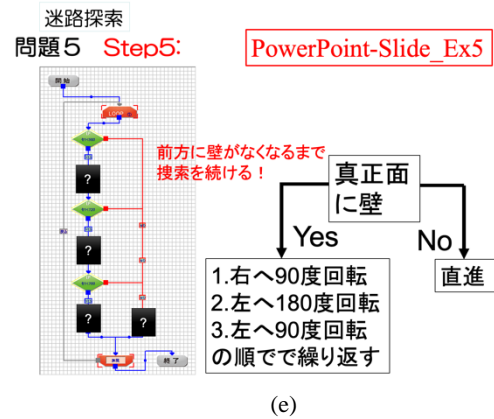 迷路探索
問題5 Step5:
PowerPoint-Slide_Ex5
開始
前方に壁がなくなるまで
捜索を続ける！
真正面
に壁
Yes
No
1.右へ90度回転
2.左へ180度回転
3.左へ90度回転
の順でで繰り返す
直進
?
?
?
?
終了
(e)